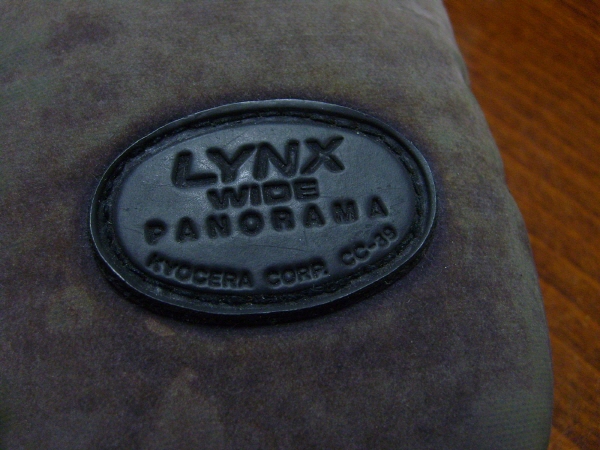 LYNX
WIDE
PANORAMA
KYOCERA CORP. CC-39